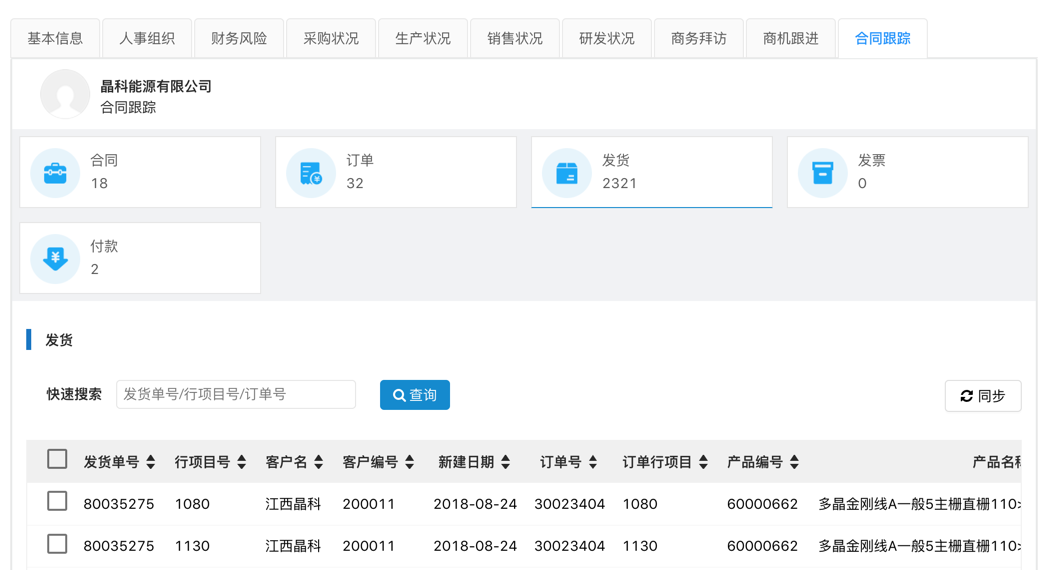 基本信息 人事组织 财务风险 采购状况 生产状况 销售状况 研发状况 商务拜访 商机跟进 合同跟踪
晶科能源有限公司
合同跟踪
合同 订单 发货 发票
18 32 2321 0
付款
2
发货
快速搜索 发货单号/行项目号/订单号 查询 同步
发货单号 行项目号 客户名 客户编号 新建日期 订单号 订单行项目 产品编号 产品名称
80035275 1080 江西晶科 200011 2018-08-24 30023404 1080 60000662 多晶金刚线A一般5主栅直栅110
80035275 1130 江西晶科 200011 2018-08-24 30023404 1130 60000662 多晶金刚线A一般5主栅直栅110